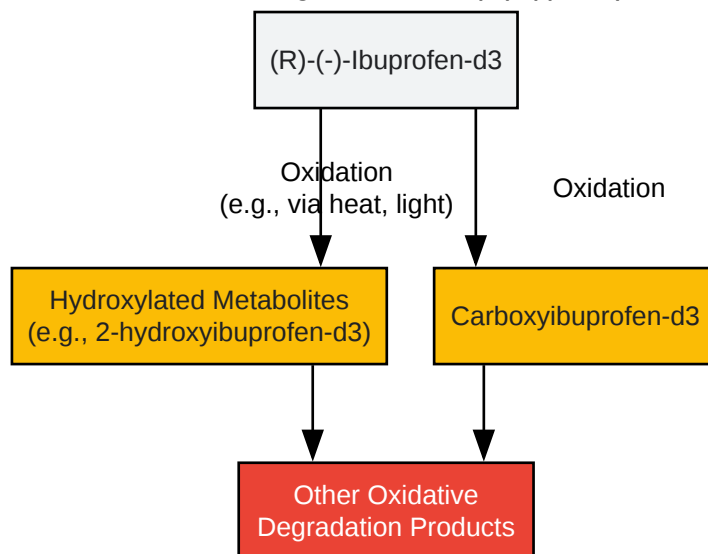 (R)-(-)-Ibuprofen-d3
Oxidation
(e.g., via heat, light)
Oxidation
Hydroxylated Metabolites
(e.g., 2-hydroxyibuprofen-d3)
Carboxyibuprofen-d3
Other Oxidative
Degradation Products